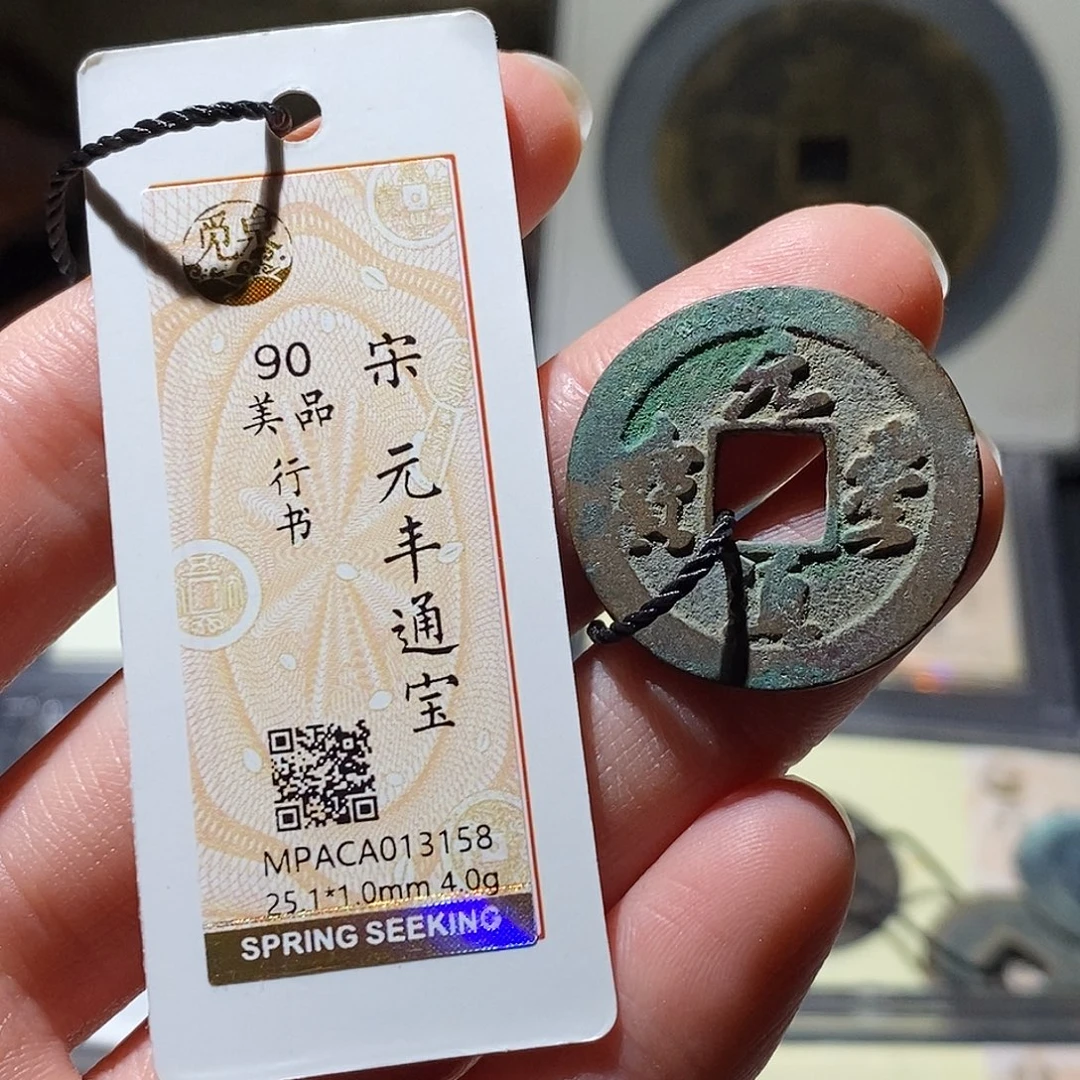 觅泉
宋 元丰通宝
90
美品
行书
MPACA013158
25.1*1.0mm 4.0g
SPRING SEEKING
元豐通寶